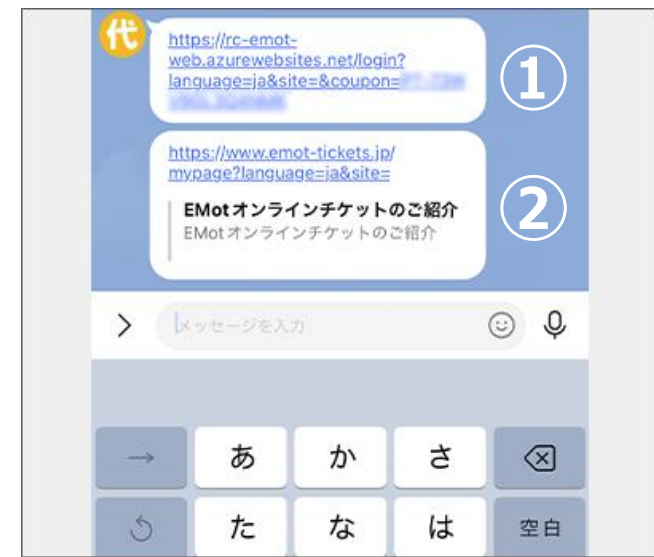 代
https://rc-emot-
web.azurewebsites.net/login?
language=ja&site=&coupon=
①
https://www.emot-tickets.jp/
mypage?language=ja&site=
EMotオンラインチケットのご紹介
EMotオンラインチケットのご紹介
②
メッセージを入力
→ あ か さ
た な は 空白